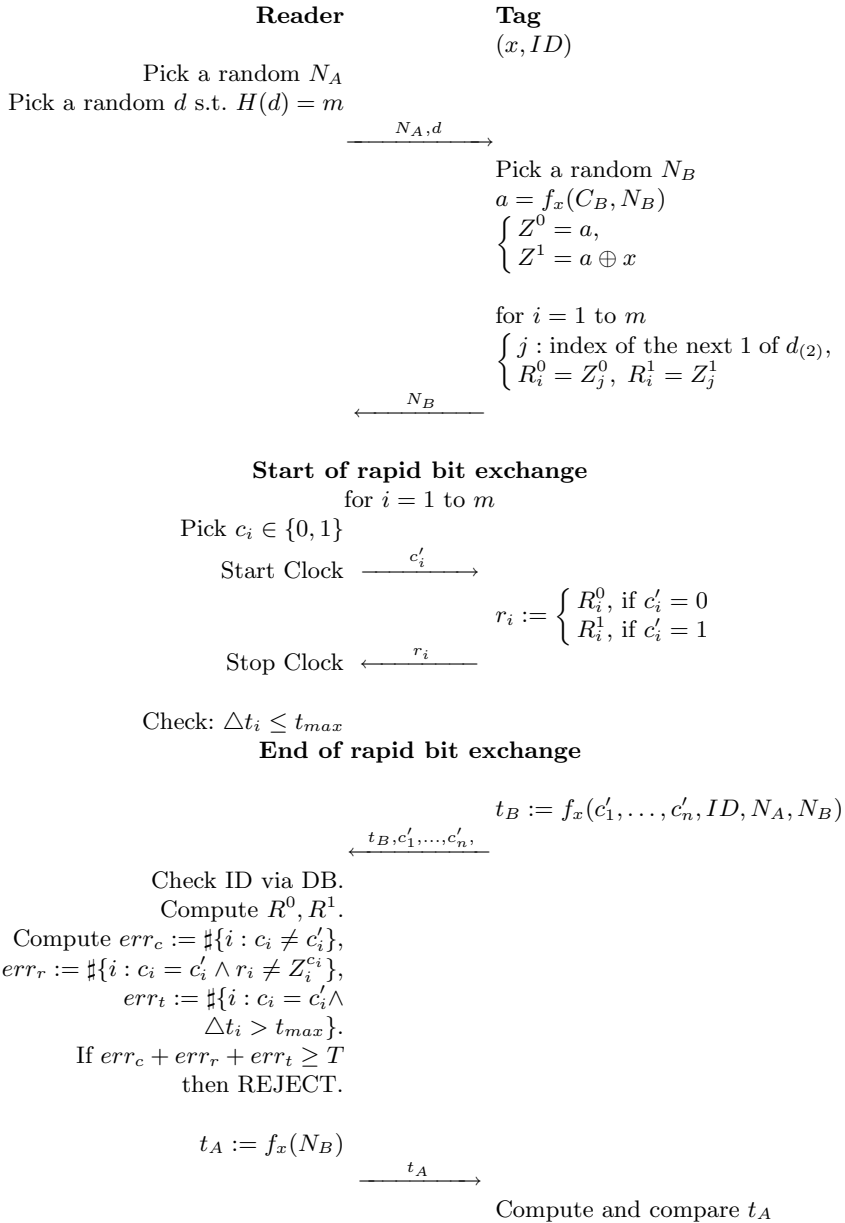 Reader Tag
(x, ID)
Pick a random N_A
Pick a random d s.t. H(d) = m
N_A, d
Pick a random N_B
a = f_x(C_B, N_B)
{ Z^0 = a,
Z^1 = a ⊕ x
for i = 1 to m
{ j : index of the next 1 of d_(2),
R_i^0 = Z_j^0, R_i^1 = Z_j^1
N_B
Start of rapid bit exchange
for i = 1 to m
Pick c_i ∈ {0, 1}
Start Clock
c'_i
r_i := { R_i^0, if c'_i = 0
R_i^1, if c'_i = 1
Stop Clock
r_i
Check: △t_i ≤ t_max
End of rapid bit exchange
t_B := f_x(c'_1, . . . , c'_n, ID, N_A, N_B)
t_B, c'_1, ..., c'_n,
Check ID via DB.
Compute R^0, R^1.
Compute err_c := ♯{i : c_i ≠ c'_i},
err_r := ♯{i : c_i = c'_i ∧ r_i ≠ Z_i^{c_i}},
err_t := ♯{i : c_i = c'_i ∧
△t_i > t_max}.
If err_c + err_r + err_t ≥ T
then REJECT.
t_A := f_x(N_B)
t_A
Compute and compare t_A